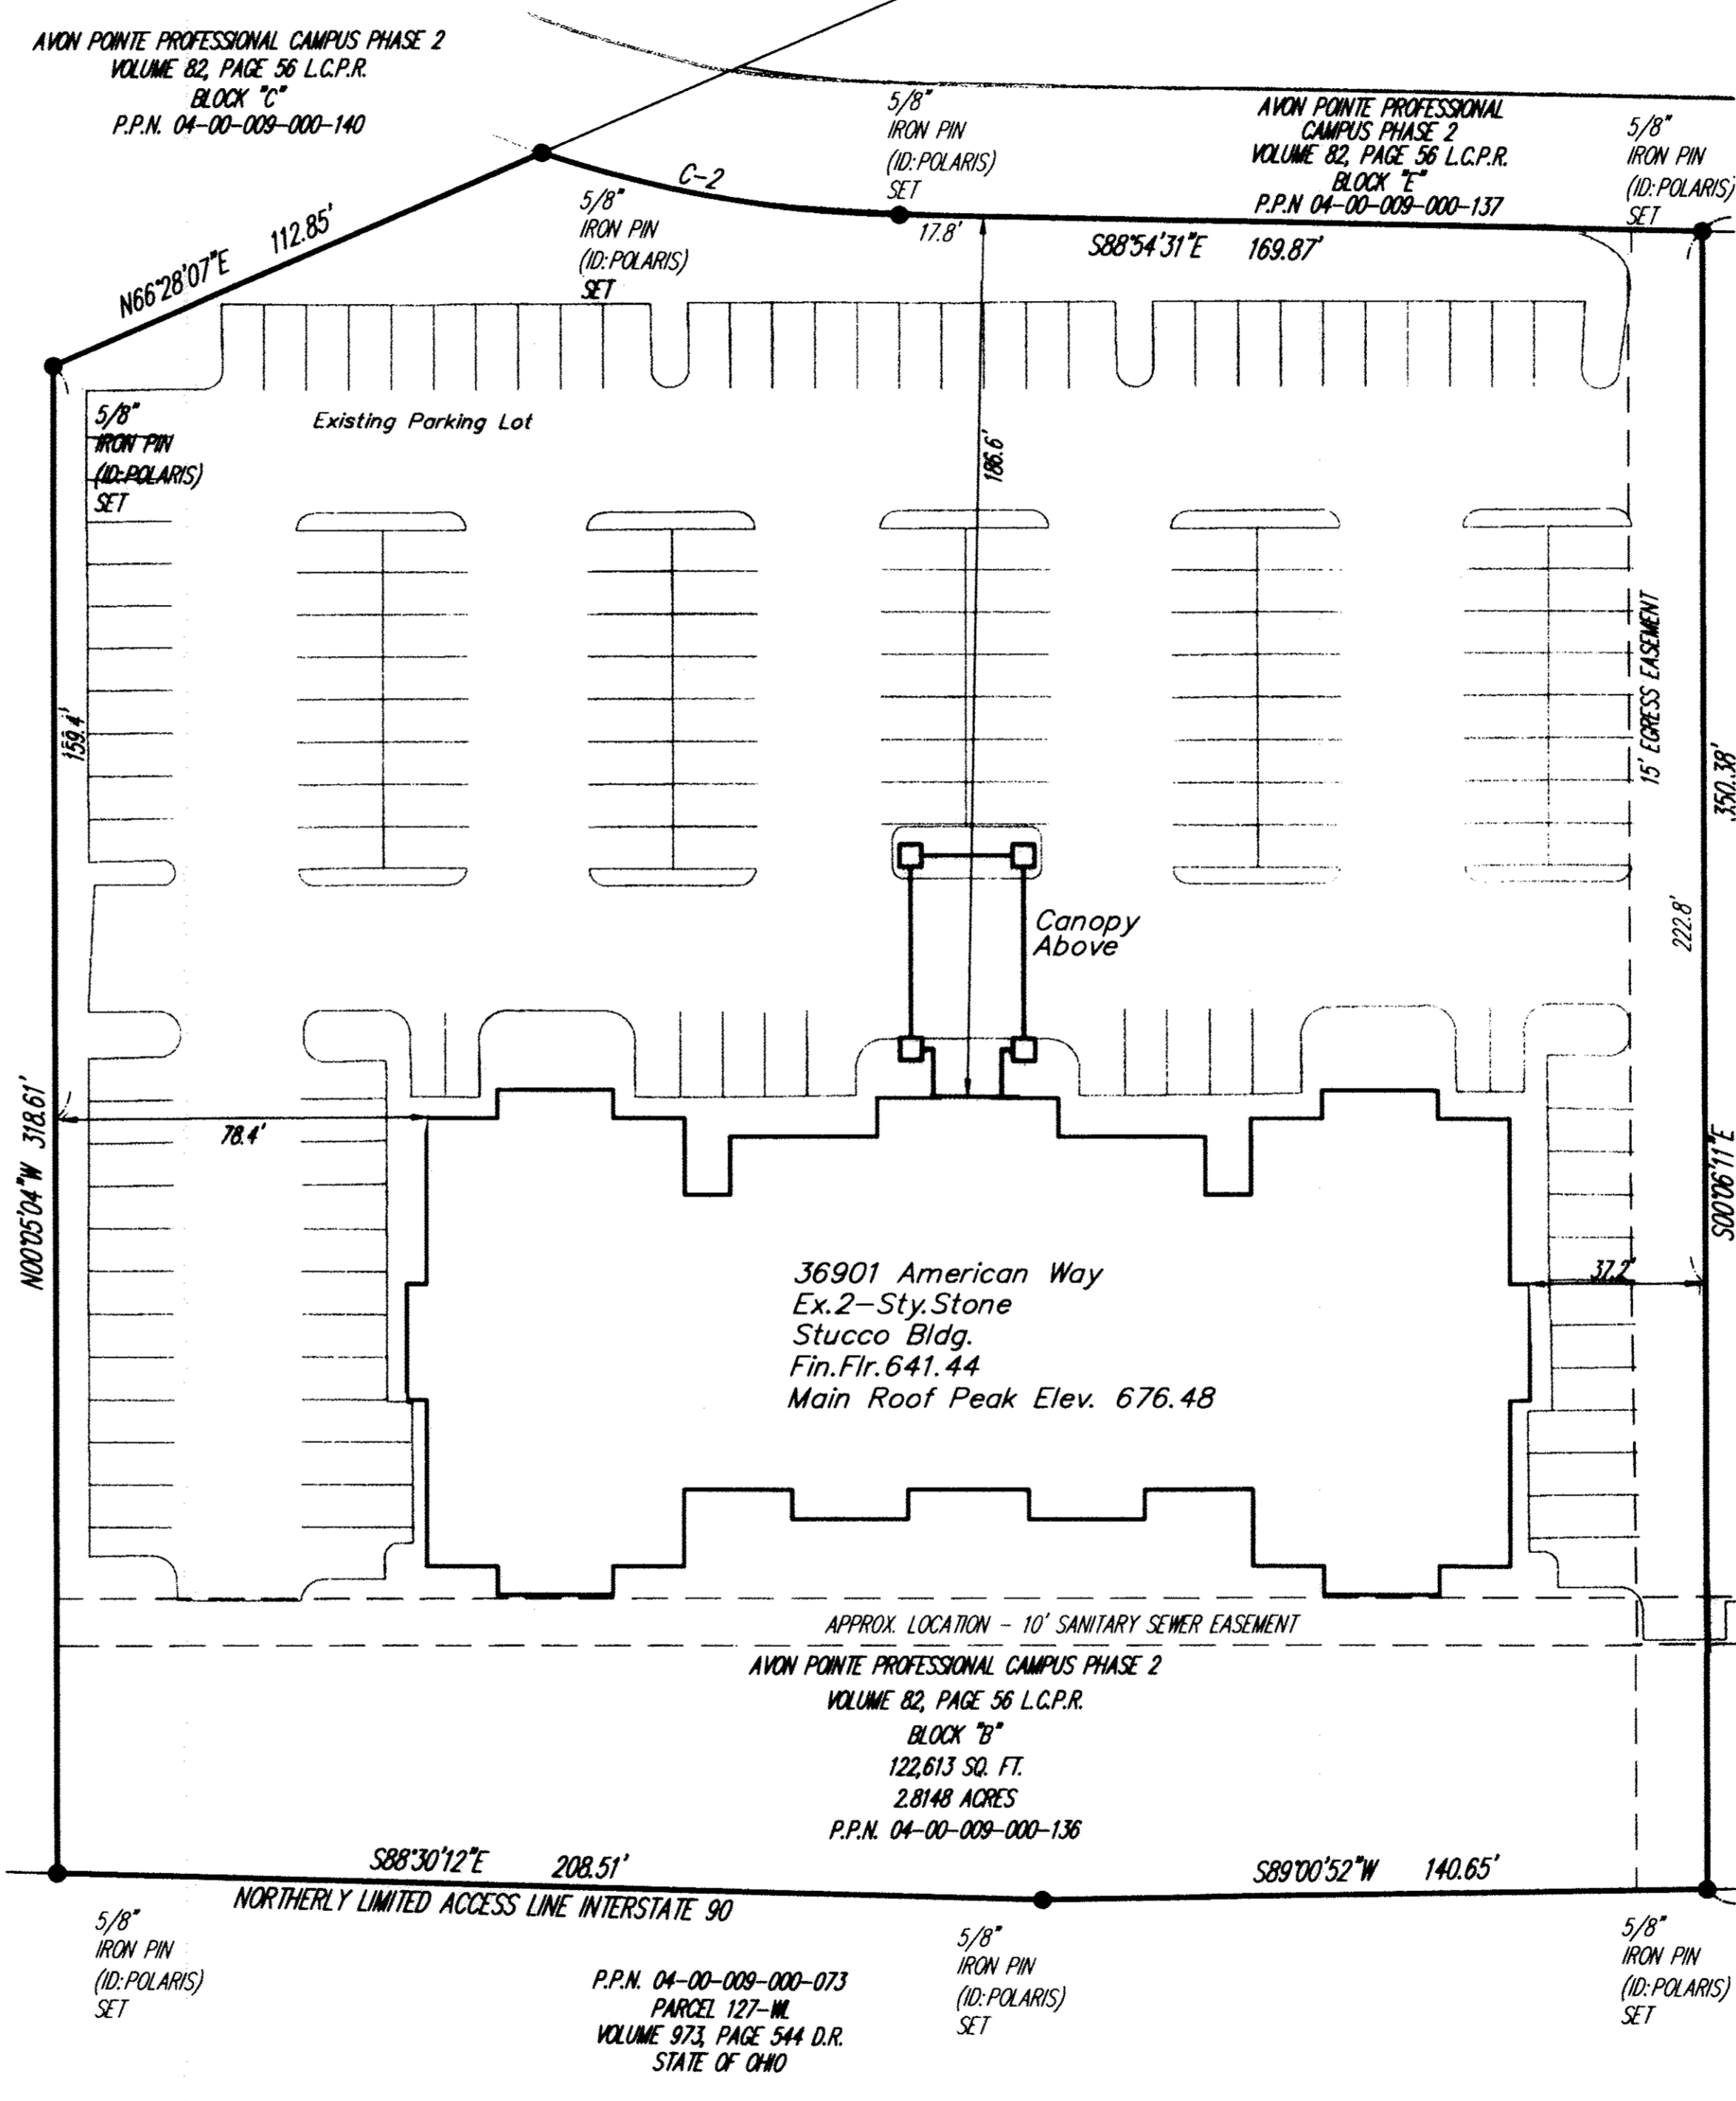 AVON POINTE PROFESSIONAL CAMPUS PHASE 2
VOLUME 82, PAGE 56 L.C.P.R.
BLOCK "C"
P.P.N. 04-00-009-000-140
5/8"
IRON PIN
(ID:POLARIS)
SET
AVON POINTE PROFESSIONAL
CAMPUS PHASE 2
VOLUME 82, PAGE 56 L.C.P.R.
BLOCK "E"
P.P.N 04-00-009-000-137
5/8"
IRON PIN
(ID:POLARIS)
SET
C-2
5/8"
IRON PIN
(ID:POLARIS)
SET
17.8'
S88°54'31"E 169.87'
N66°28'07"E 112.85'
5/8"
IRON PIN
(ID:POLARIS)
SET
Existing Parking Lot
186.6'
159.4'
15' EGRESS EASEMENT
350.38'
222.8'
Canopy
Above
N00°05'04"W 318.61'
78.4'
S00°06'11"E
37.2'
36901 American Way
Ex.2-Sty.Stone
Stucco Bldg.
Fin.Flr.641.44
Main Roof Peak Elev. 676.48
APPROX. LOCATION - 10' SANITARY SEWER EASEMENT
AVON POINTE PROFESSIONAL CAMPUS PHASE 2
VOLUME 82, PAGE 56 L.C.P.R.
BLOCK "B"
122,613 SQ. FT.
2.8148 ACRES
P.P.N. 04-00-009-000-136
S88°30'12"E 208.51'
S89°00'52"W 140.65'
NORTHERLY LIMITED ACCESS LINE INTERSTATE 90
5/8"
IRON PIN
(ID:POLARIS)
SET
P.P.N. 04-00-009-000-073
PARCEL 127-WL
VOLUME 973, PAGE 544 D.R.
STATE OF OHIO
5/8"
IRON PIN
(ID:POLARIS)
SET
5/8"
IRON PIN
(ID:POLARIS)
SET